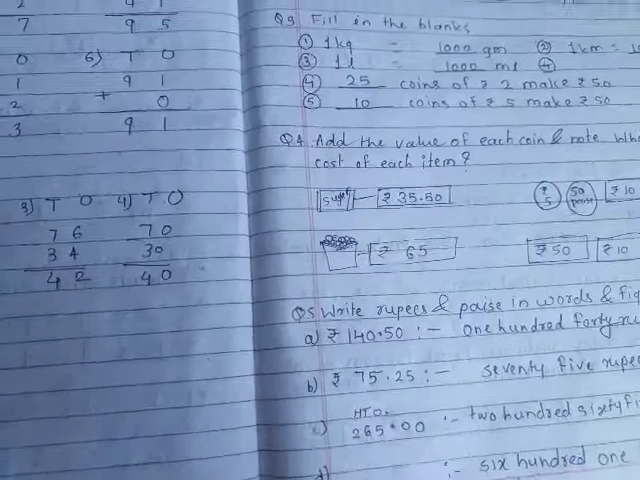 4 1
7 9 5
0 6) T O
1 9 1
2 + 0
3 9 1
3) T O 4) T.O
7 6 7 0
3 4 3 0
4 2 4 0
Q3 Fill in the blanks
① 1kg = 1000 gm ② 1km =
③ 1l = 1000 ml ④
④ 25 coins of ₹ 2 make ₹ 50
⑤ 10 coins of ₹ 5 make ₹ 50
Q4. Add the value of each coin & note
cost of each item?
₹ 35.50 ₹ 5 50 paise ₹ 10
₹ 65 ₹ 50 ₹ 10
Q5 Write rupees & paise in words &
a) ₹ 140.50 :- one hundred forty
b) ₹ 75.25 :- seventy five
HTO.
c) 265.00 :- two hundred sixty
d) :- six hundred one